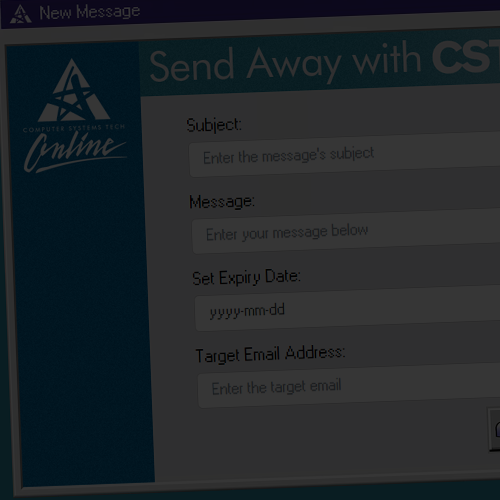 New Message
Send Away with CST
COMPUTER SYSTEMS TECH
Online
Subject:
Enter the message's subject
Message:
Enter your message below
Set Expiry Date:
yyyy-mm-dd
Target Email Address:
Enter the target email